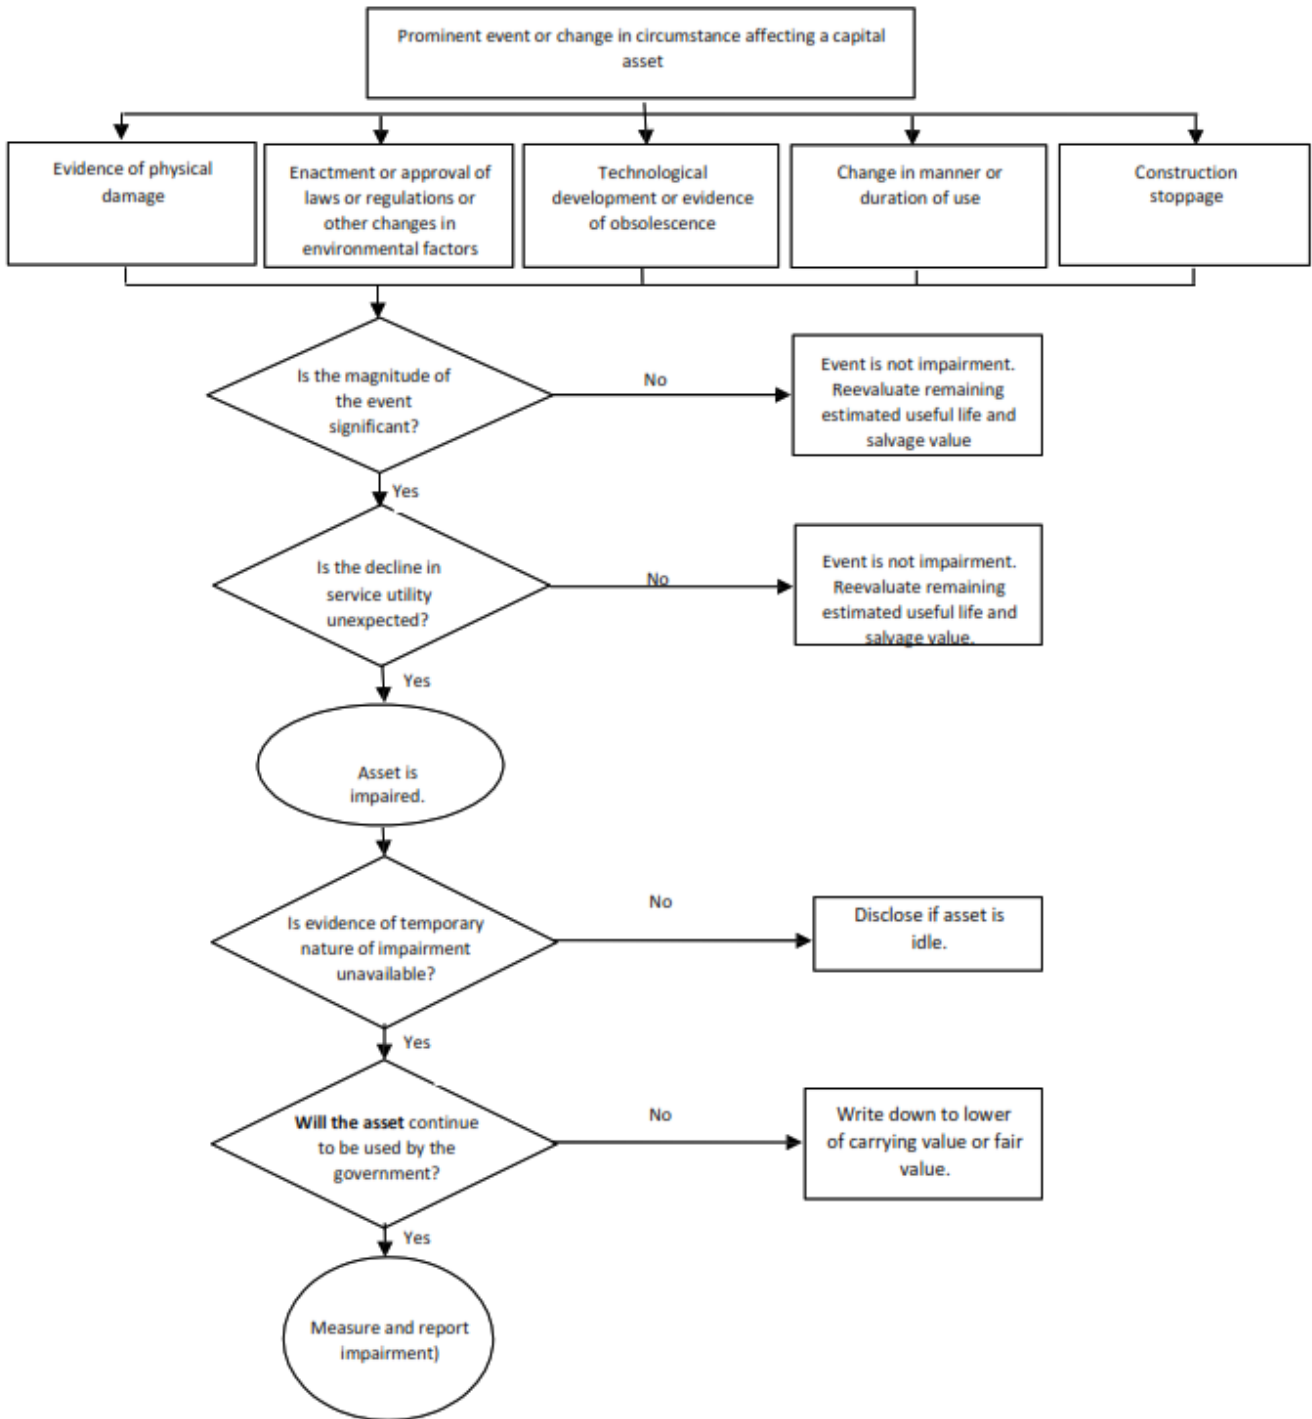 Prominent event or change in circumstance affecting a capital
asset
Evidence of physical
damage
Enactment or approval of
laws or regulations or
other changes in
environmental factors
Technological
development or evidence
of obsolescence
Change in manner or
duration of use
Construction
stoppage
Is the magnitude of
the event
significant?
No
Event is not impairment.
Reevaluate remaining
estimated useful life and
salvage value
Yes
Is the decline in
service utility
unexpected?
No
Event is not impairment.
Reevaluate remaining
estimated useful life and
salvage value.
Yes
Asset is
impaired.
Is evidence of temporary
nature of impairment
unavailable?
No
Disclose if asset is
idle.
Yes
Will the asset continue
to be used by the
government?
No
Write down to lower
of carrying value or fair
value.
Yes
Measure and report
impairment)